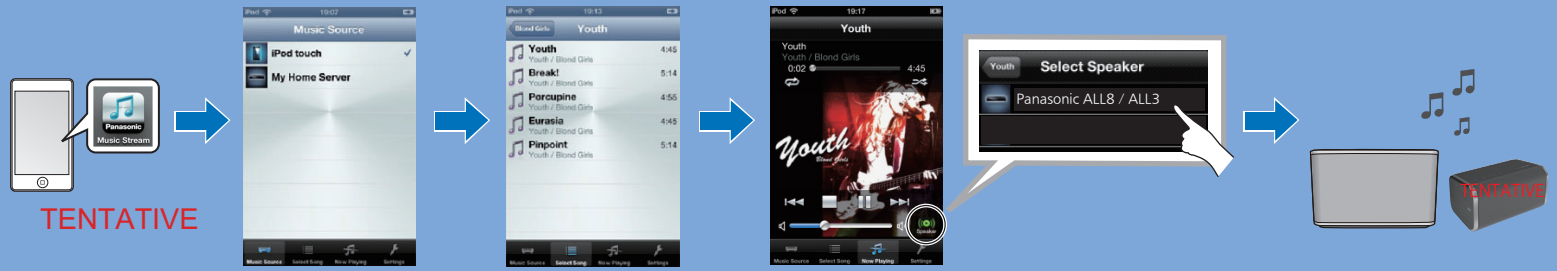 Panasonic
Music Stream
TENTATIVE
iPod 19:07
Music Source
iPod touch
My Home Server
Music Source Select Song Now Playing Settings
iPod 19:13
Blond Girls Youth
Youth 4:45
Youth / Blond Girls
Break! 5:14
Youth / Blond Girls
Porcupine 4:55
Youth / Blond Girls
Eurasia 4:45
Youth / Blond Girls
Pinpoint 5:14
Youth / Blond Girls
Music Source Select Song Now Playing Settings
iPod 19:17
Youth
Youth
Youth / Blond Girls
0:02 4:45
Youth
Blond Girls
Speaker
Music Source Select Song Now Playing Settings
Youth Select Speaker
Panasonic ALL8 / ALL3
TENTATIVE